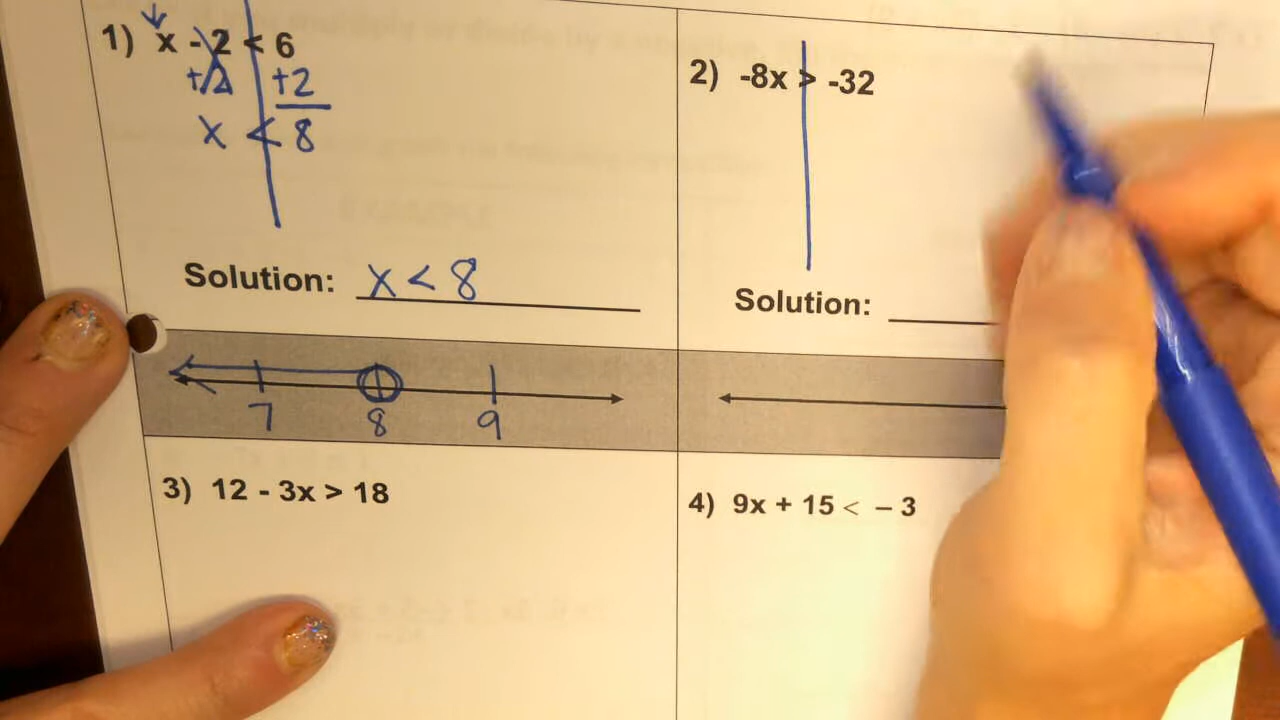 1) x - 2 < 6
+2 +2
x < 8
Solution: x < 8
7 8 9
2) -8x > -32
Solution:
3) 12 - 3x > 18
4) 9x + 15 < – 3